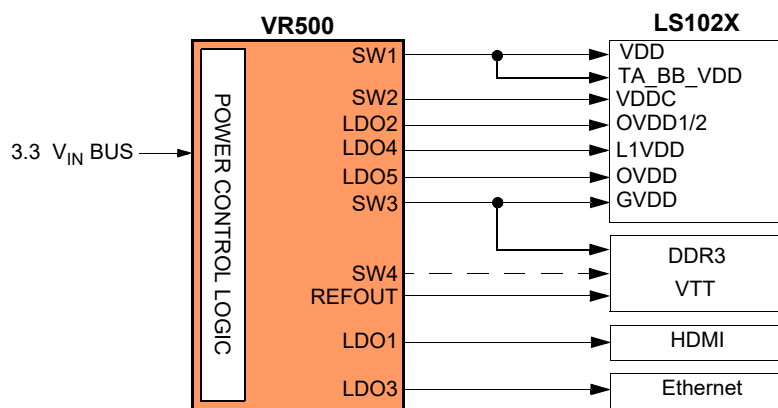 VR500
LS102X
3.3 VIN BUS
POWER CONTROL LOGIC
SW1
SW2
LDO2
LDO4
LDO5
SW3
SW4
REFOUT
LDO1
LDO3
VDD
TA_BB_VDD
VDDC
OVDD1/2
L1VDD
OVDD
GVDD
DDR3
VTT
HDMI
Ethernet